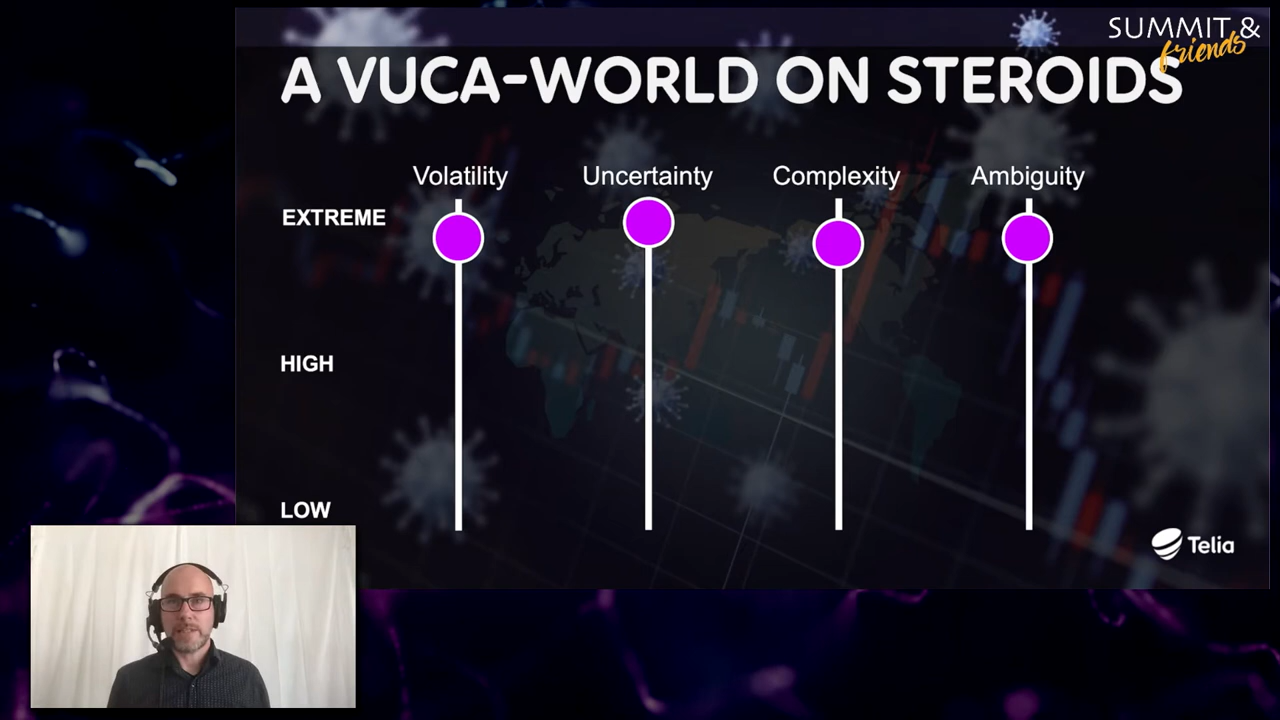 SUMMIT &
friends
A VUCA-WORLD ON STEROIDS
Volatility Uncertainty Complexity Ambiguity
EXTREME
HIGH
LOW
Telia